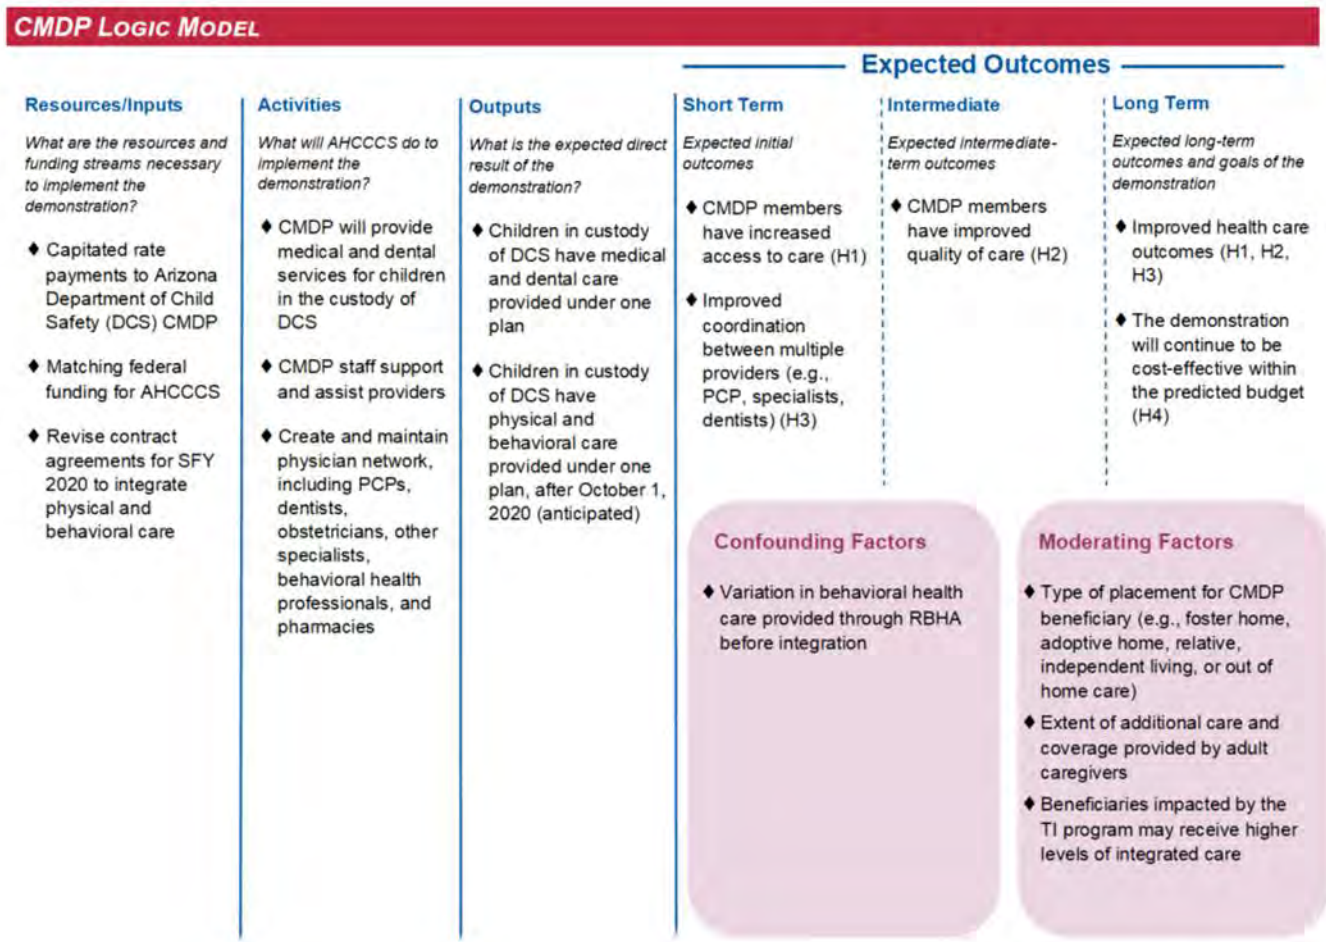 CMDP LOGIC MODEL
Expected Outcomes
Resources/Inputs
What are the resources and
funding streams necessary
to implement the
demonstration?
♦ Capitated rate
payments to Arizona
Department of Child
Safety (DCS) CMDP
♦ Matching federal
funding for AHCCCS
♦ Revise contract
agreements for SFY
2020 to integrate
physical and
behavioral care
Activities
What will AHCCCS do to
implement the
demonstration?
♦ CMDP will provide
medical and dental
services for children
in the custody of
DCS
♦ CMDP staff support
and assist providers
♦ Create and maintain
physician network,
including PCPs,
dentists,
obstetricians, other
specialists,
behavioral health
professionals, and
pharmacies
Outputs
What is the expected direct
result of the
demonstration?
♦ Children in custody
of DCS have medical
and dental care
provided under one
plan
♦ Children in custody
of DCS have
physical and
behavioral care
provided under one
plan, after October 1,
2020 (anticipated)
Short Term
Expected initial
outcomes
♦ CMDP members
have increased
access to care (H1)
♦ Improved
coordination
between multiple
providers (e.g.,
PCP, specialists,
dentists) (H3)
Intermediate
Expected intermediate-
term outcomes
♦ CMDP members
have improved
quality of care (H2)
Long Term
Expected long-term
outcomes and goals of the
demonstration
♦ Improved health care
outcomes (H1, H2,
H3)
♦ The demonstration
will continue to be
cost-effective within
the predicted budget
(H4)
Confounding Factors
♦ Variation in behavioral health
care provided through RBHA
before integration
Moderating Factors
♦ Type of placement for CMDP
beneficiary (e.g., foster home,
adoptive home, relative,
independent living, or out of
home care)
♦ Extent of additional care and
coverage provided by adult
caregivers
♦ Beneficiaries impacted by the
TI program may receive higher
levels of integrated care